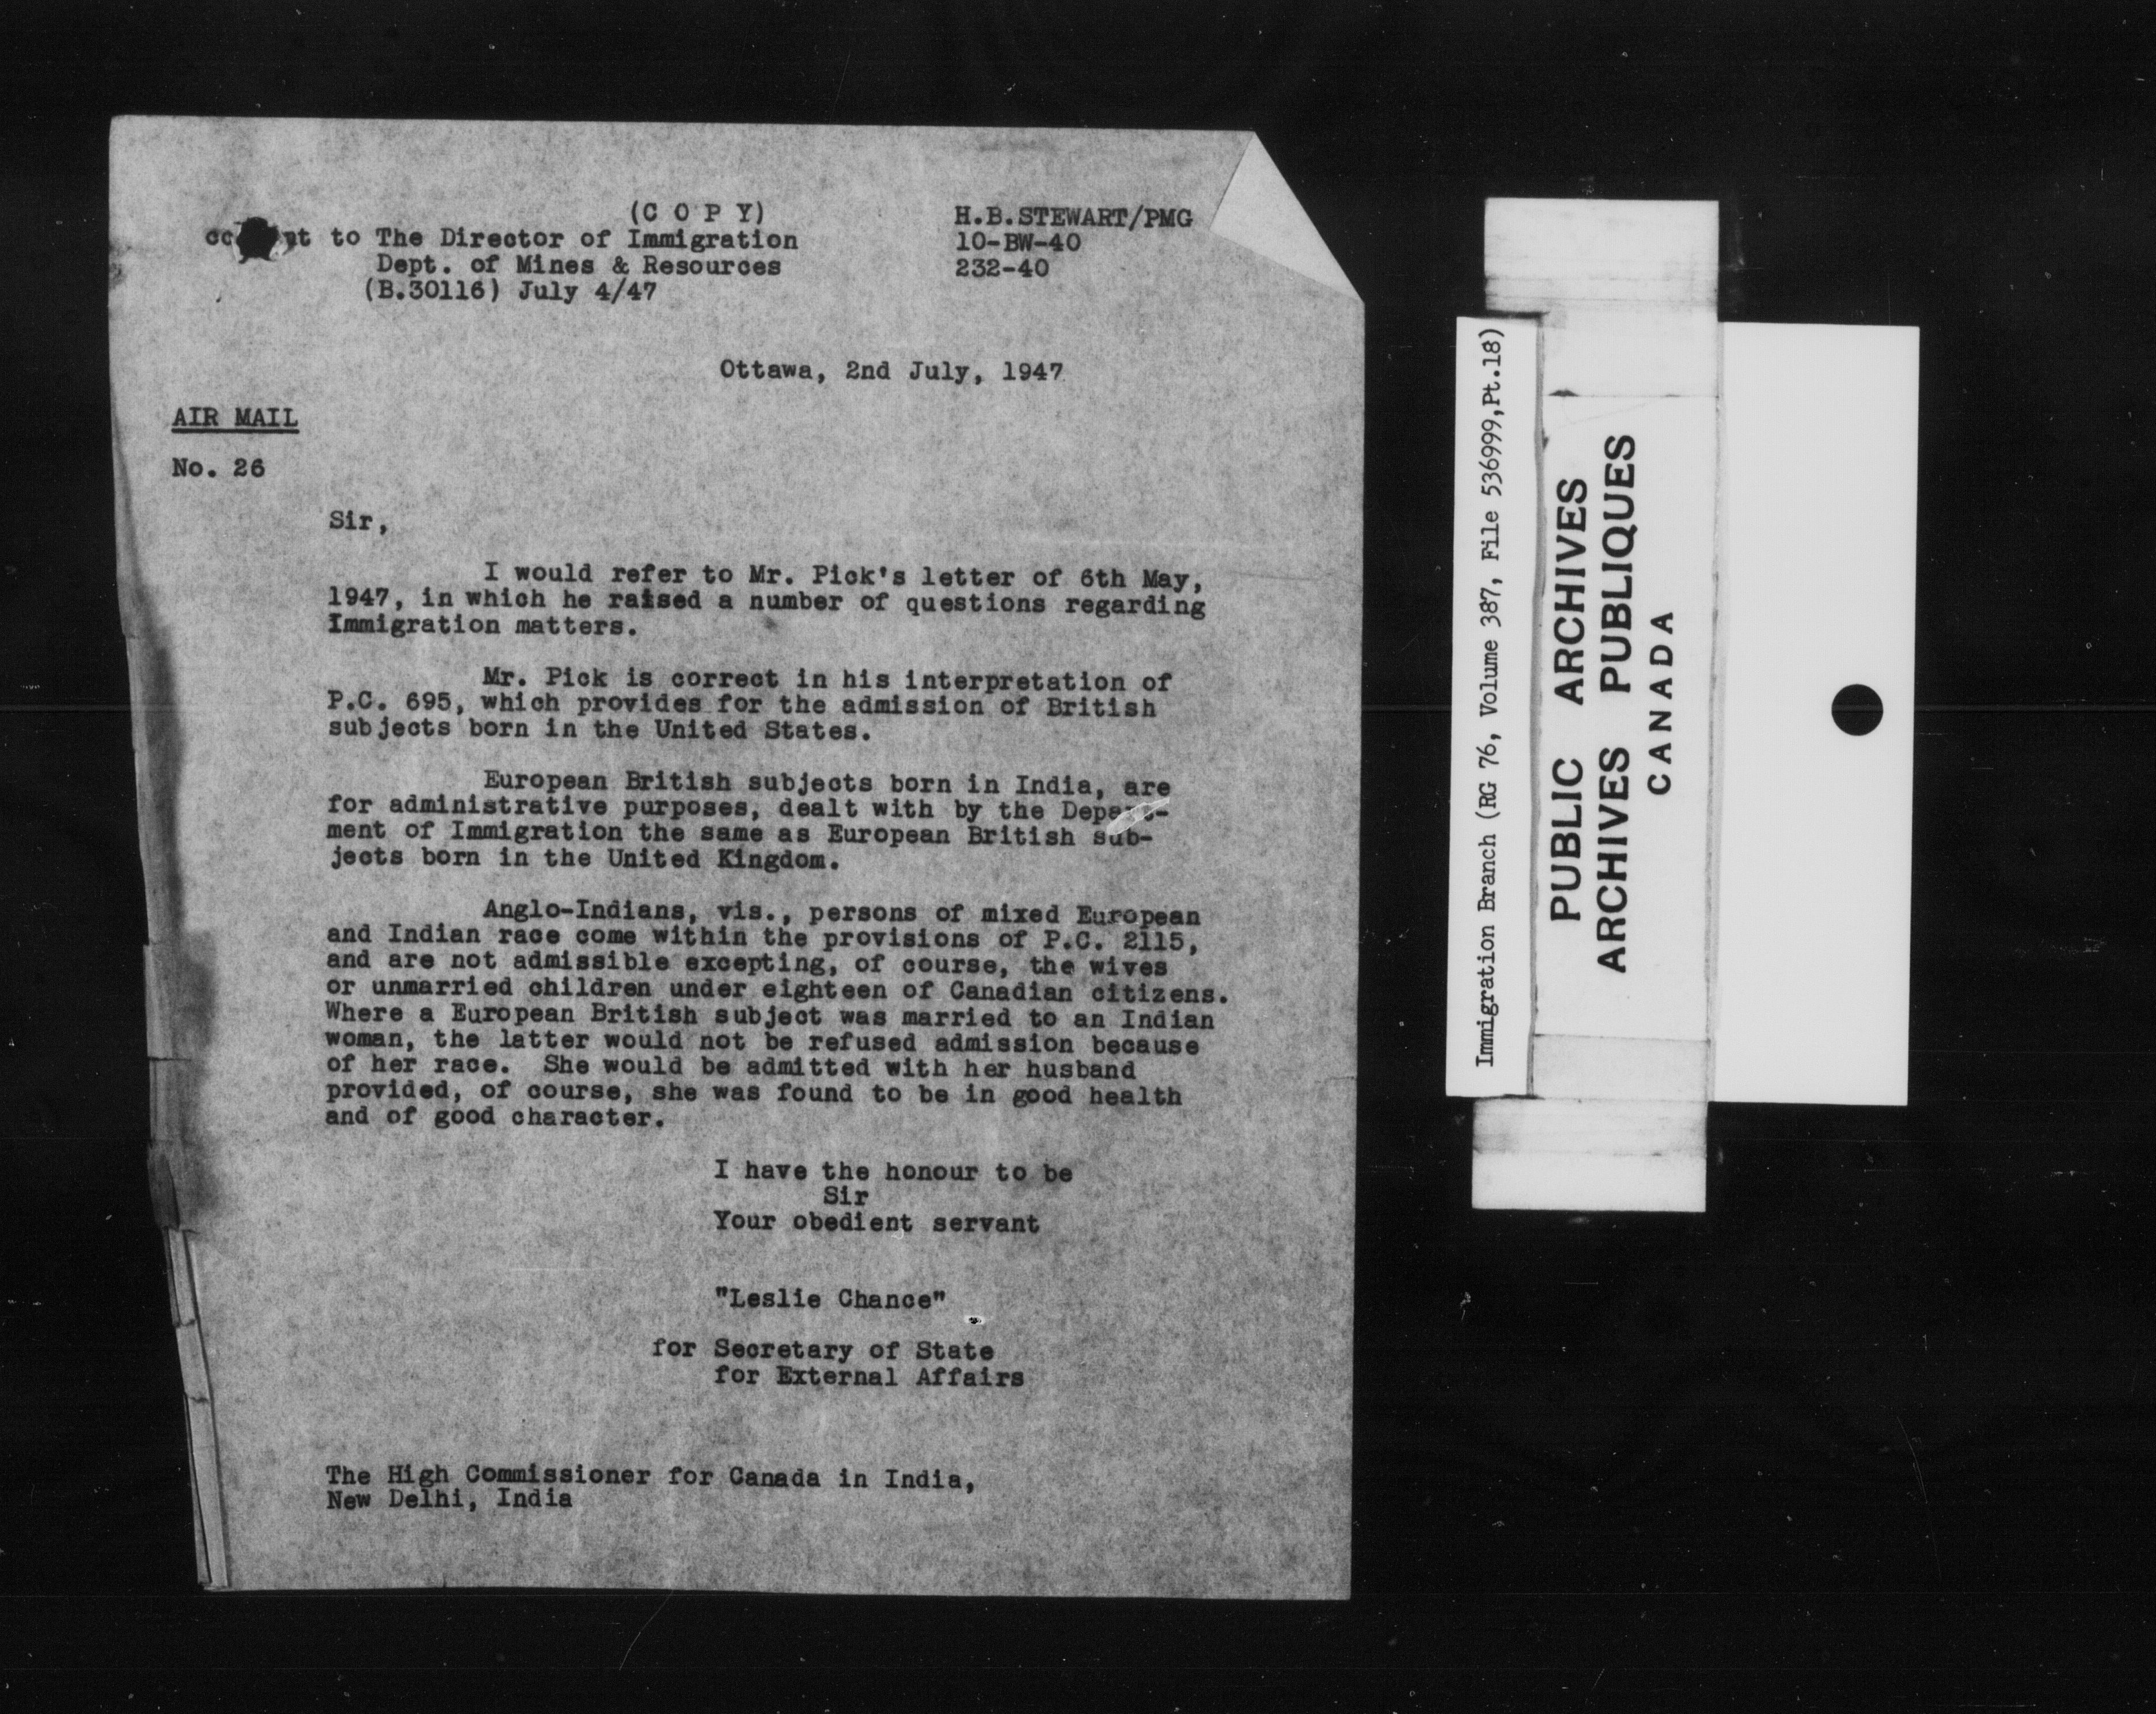 (C O P Y)
H.B.STEWART/PMG
cc to The Director of Immigration
10-BW-40
Dept. of Mines & Resources
232-40
(B.30116) July 4/47
Ottawa, 2nd July, 1947
AIR MAIL
No. 26
Sir,
I would refer to Mr. Pick's letter of 6th May,
1947, in which he raised a number of questions regarding
Immigration matters.
Mr. Pick is correct in his interpretation of
P.C. 695, which provides for the admission of British
subjects born in the United States.
European British subjects born in India, are
for administrative purposes, dealt with by the Depart-
ment of Immigration the same as European British sub-
jects born in the United Kingdom.
Anglo-Indians, vis., persons of mixed European
and Indian race come within the provisions of P.C. 2115,
and are not admissible excepting, of course, the wives
or unmarried children under eighteen of Canadian citizens.
Where a European British subject was married to an Indian
woman, the latter would not be refused admission because
of her race. She would be admitted with her husband
provided, of course, she was found to be in good health
and of good character.
I have the honour to be
Sir
Your obedient servant
"Leslie Chance"
for Secretary of State
for External Affairs
The High Commissioner for Canada in India,
New Delhi, India
Immigration Branch (RG 76, Volume 387, File 536999,Pt.18)
PUBLIC ARCHIVES
ARCHIVES PUBLIQUES
CANADA